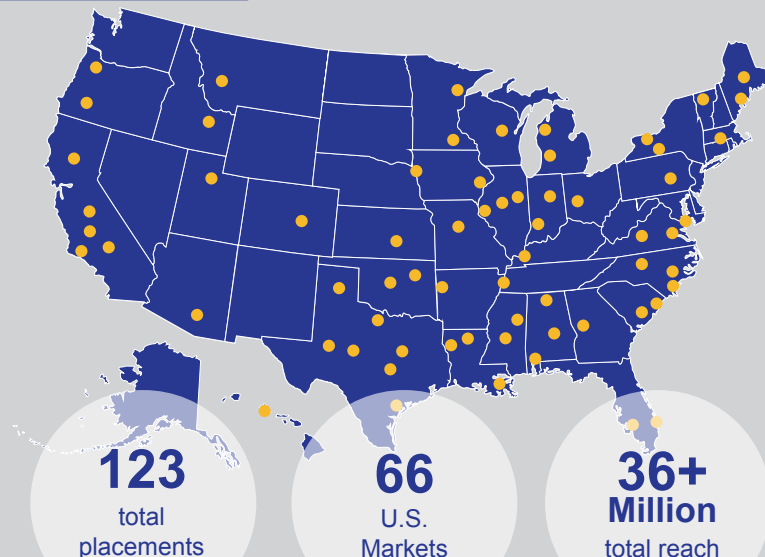 123
total
placements
66
U.S.
Markets
36+
Million
total reach